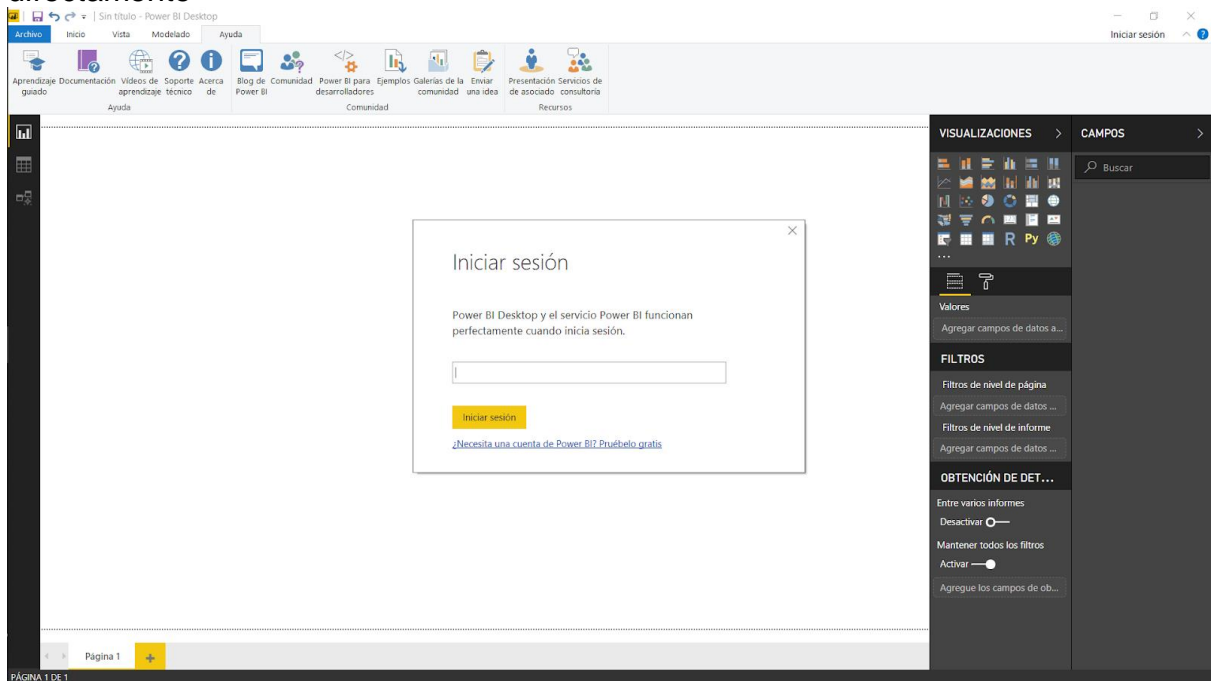 directamente
Sin título - Power BI Desktop
Archivo Inicio Vista Modelado Ayuda Iniciar sesión
Aprendizaje guiado
Documentación
Vídeos de aprendizaje
Soporte técnico
Acerca de
Blog de Power BI
Comunidad
Power BI para desarrolladores
Ejemplos
Galerías de la comunidad
Enviar una idea
Presentación de asociado
Servicios de consultoría
Ayuda Comunidad Recursos
Iniciar sesión
Power BI Desktop y el servicio Power BI funcionan
perfectamente cuando inicia sesión.
Iniciar sesión
¿Necesita una cuenta de Power BI? Pruébelo gratis
VISUALIZACIONES
R Py
...
Valores
Agregar campos de datos a...
FILTROS
Filtros de nivel de página
Agregar campos de datos ...
Filtros de nivel de informe
Agregar campos de datos ...
OBTENCIÓN DE DET...
Entre varios informes
Desactivar
Mantener todos los filtros
Activar
Agregue los campos de ob...
CAMPOS
Buscar
Página 1
PÁGINA 1 DE 1